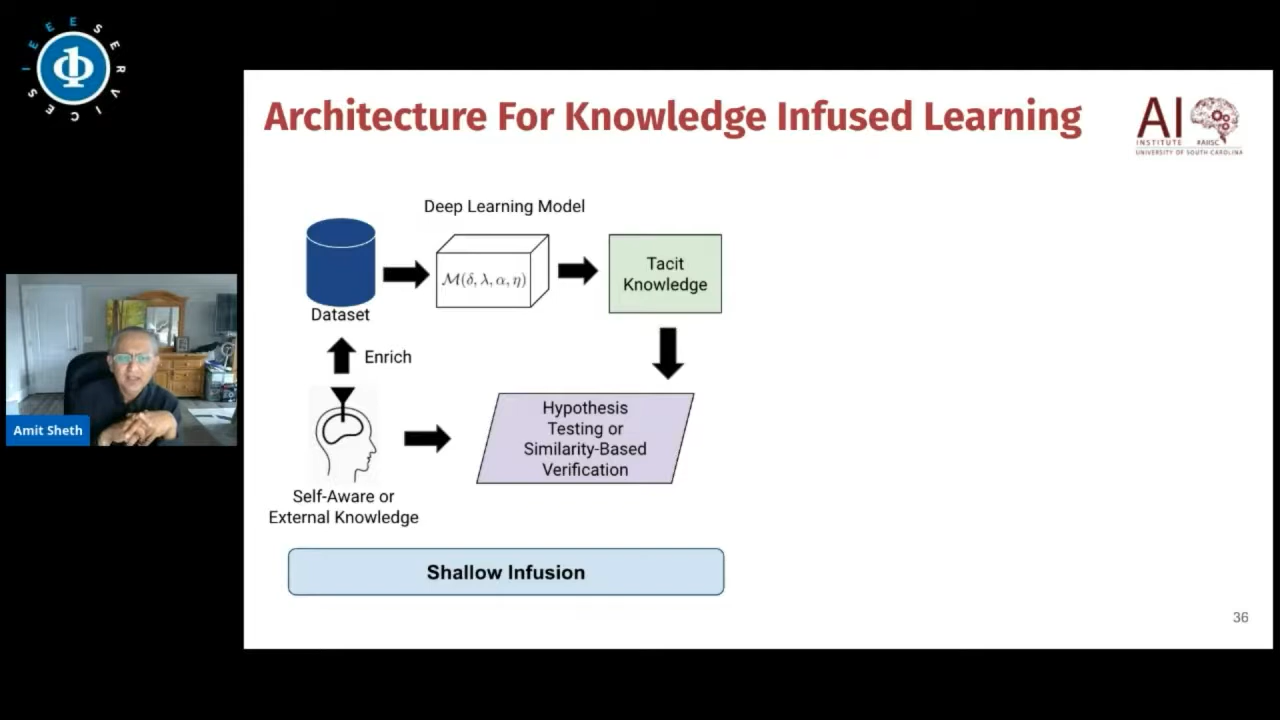 IEEE SERVICES
Architecture For Knowledge Infused Learning
AI
INSTITUTE #AIISC
UNIVERSITY OF SOUTH CAROLINA
Deep Learning Model
M(δ, λ, α, η)
Tacit
Knowledge
Dataset
Enrich
Hypothesis
Testing or
Similarity-Based
Verification
Self-Aware or
External Knowledge
Shallow Infusion
Amit Sheth
36